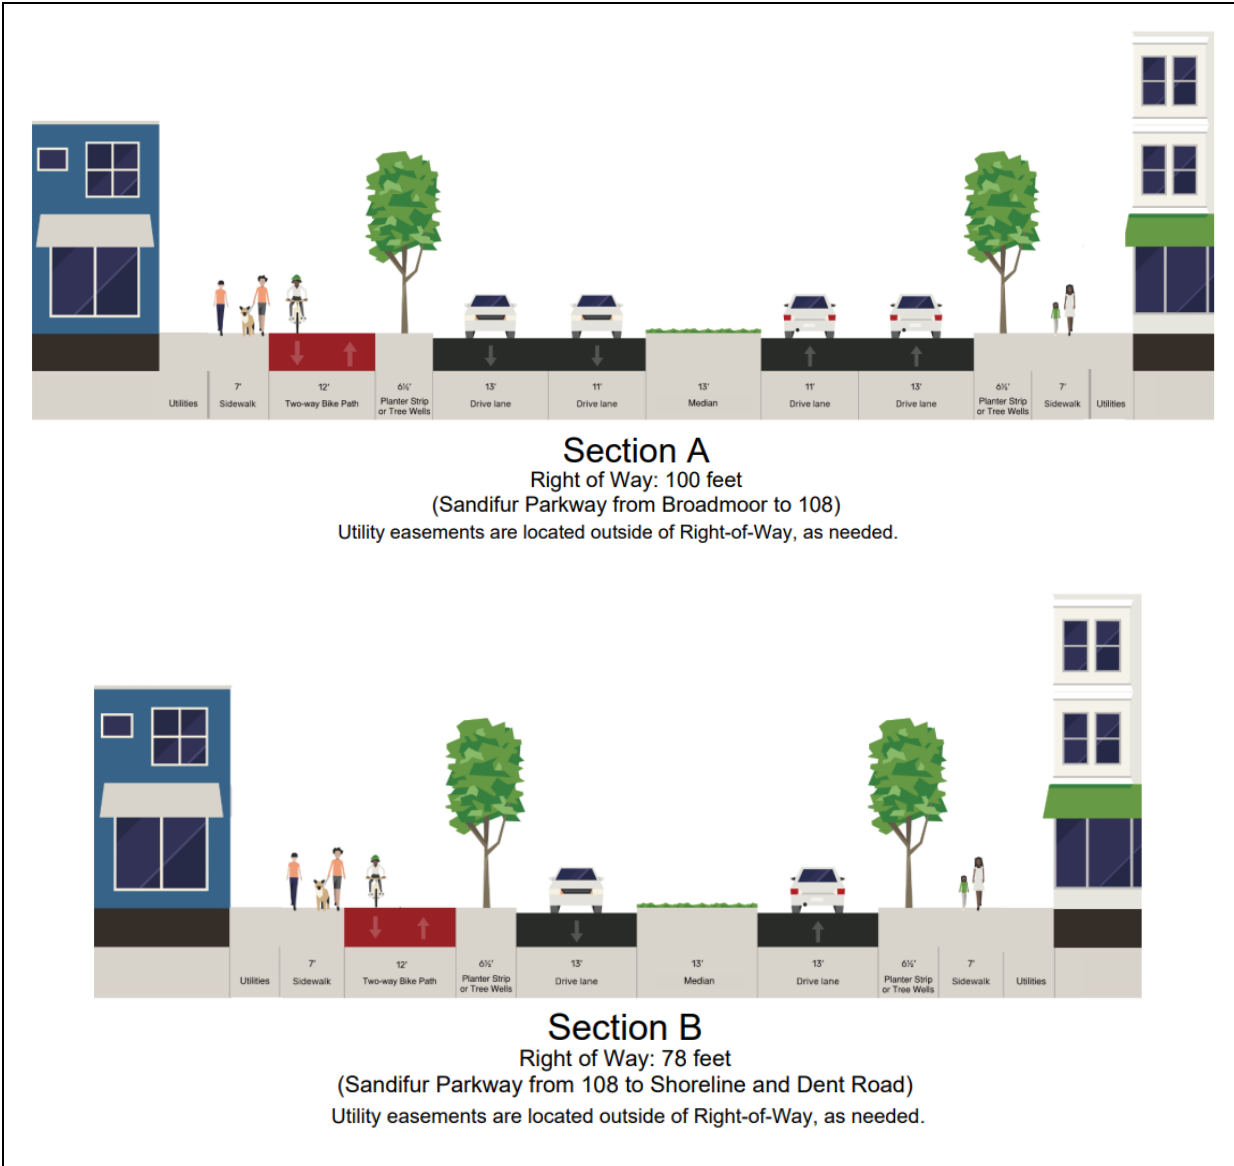 7' 12' 6½' 13' 11' 13' 11' 13' 6½' 7'
Utilities Sidewalk Two-way Bike Path Planter Strip Drive lane Drive lane Median Drive lane Drive lane Planter Strip Sidewalk Utilities
or Tree Wells or Tree Wells
Section A
Right of Way: 100 feet
(Sandifur Parkway from Broadmoor to 108)
Utility easements are located outside of Right-of-Way, as needed.
7' 12' 6½' 13' 13' 13' 6½' 7'
Utilities Sidewalk Two-way Bike Path Planter Strip Drive lane Median Drive lane Planter Strip Sidewalk Utilities
or Tree Wells or Tree Wells
Section B
Right of Way: 78 feet
(Sandifur Parkway from 108 to Shoreline and Dent Road)
Utility easements are located outside of Right-of-Way, as needed.